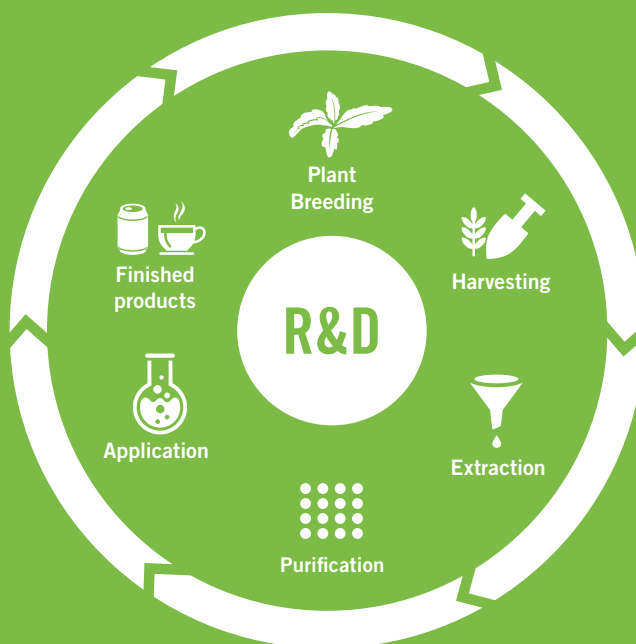 Plant
Breeding
Harvesting
Extraction
Purification
Application
Finished
products
R&D